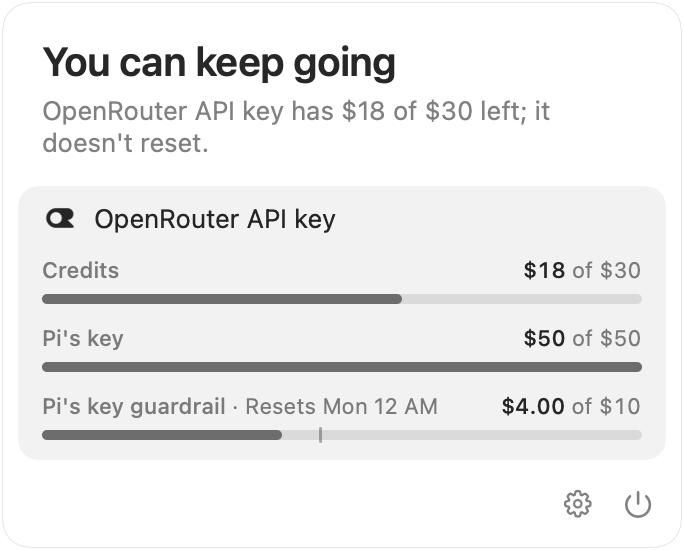 You can keep going
OpenRouter API key has $18 of $30 left; it
doesn't reset.
OpenRouter API key
Credits $18 of $30
Pi's key $50 of $50
Pi's key guardrail · Resets Mon 12 AM $4.00 of $10